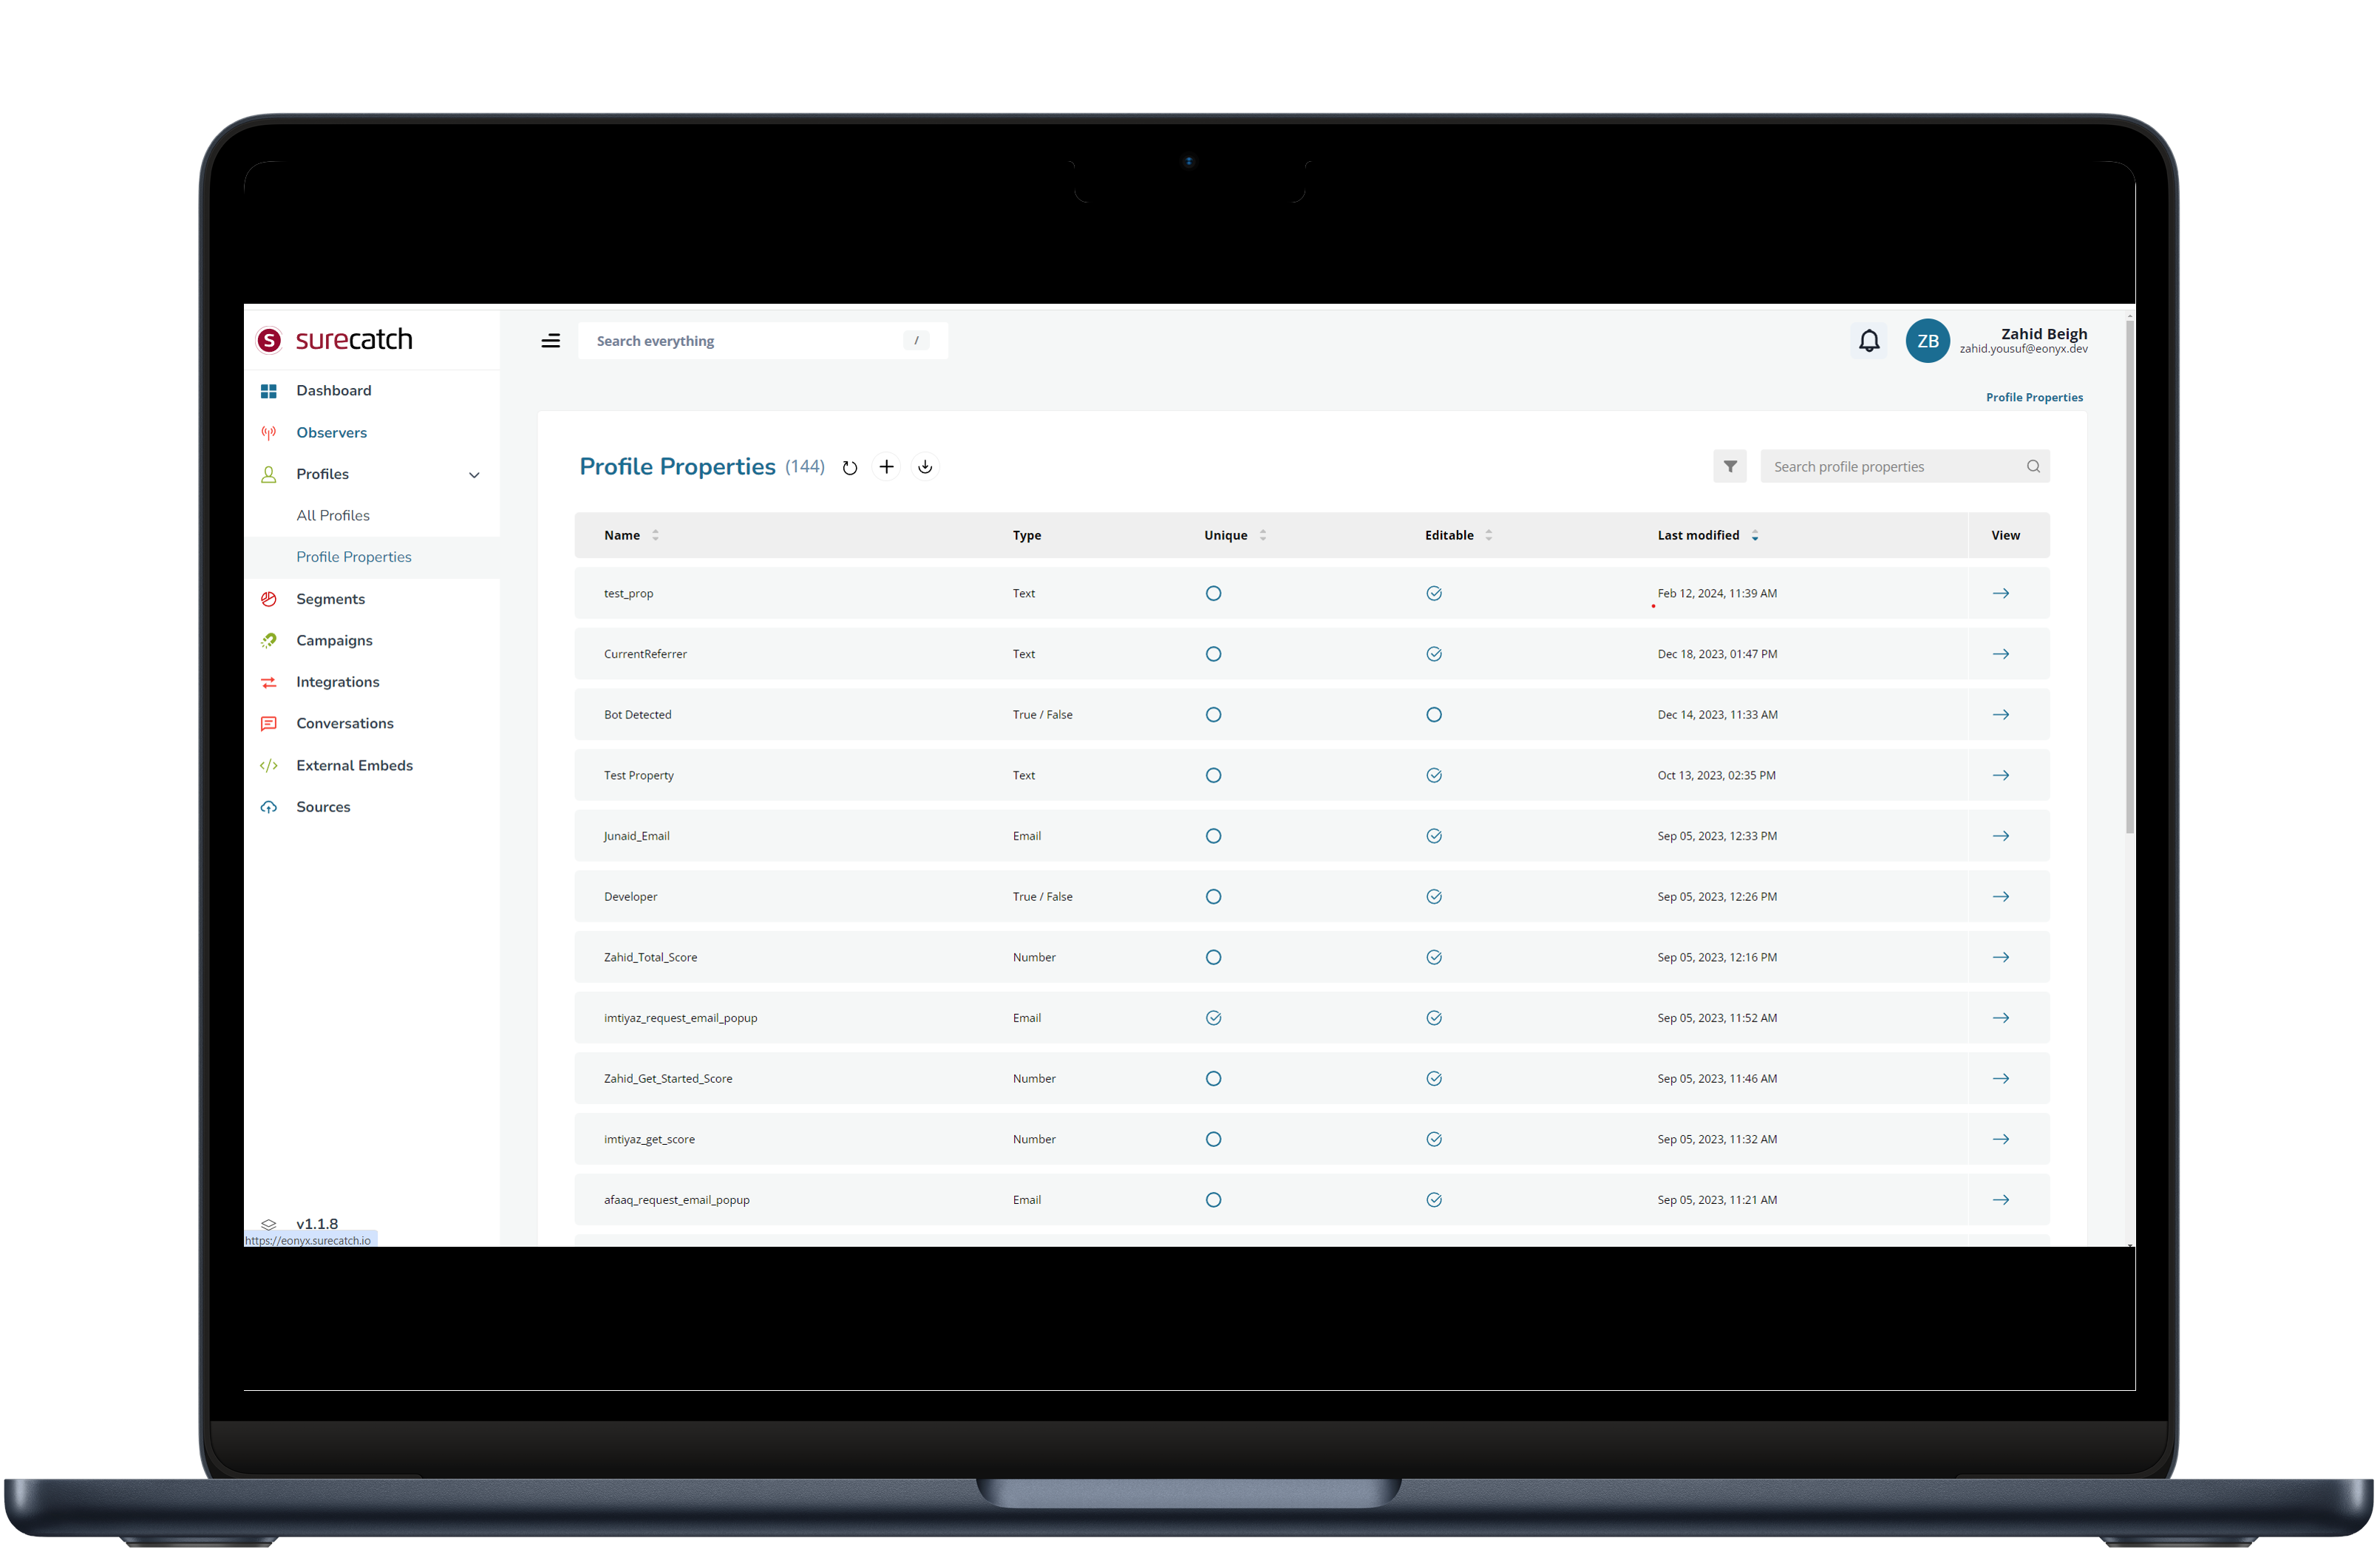 S surecatch
Search everything /
ZB Zahid Beigh
zahid.yousuf@eonyx.dev
Dashboard
Observers
Profiles
All Profiles
Profile Properties
Segments
Campaigns
Integrations
Conversations
External Embeds
Sources
v1.1.8
https://eonyx.surecatch.io
Profile Properties
Profile Properties (144)
Search profile properties
Name Type Unique Editable Last modified View
test_prop Text Feb 12, 2024, 11:39 AM
CurrentReferrer Text Dec 18, 2023, 01:47 PM
Bot Detected True / False Dec 14, 2023, 11:33 AM
Test Property Text Oct 13, 2023, 02:35 PM
Junaid_Email Email Sep 05, 2023, 12:33 PM
Developer True / False Sep 05, 2023, 12:26 PM
Zahid_Total_Score Number Sep 05, 2023, 12:16 PM
imtiyaz_request_email_popup Email Sep 05, 2023, 11:52 AM
Zahid_Get_Started_Score Number Sep 05, 2023, 11:46 AM
imtiyaz_get_score Number Sep 05, 2023, 11:32 AM
afaaq_request_email_popup Email Sep 05, 2023, 11:21 AM